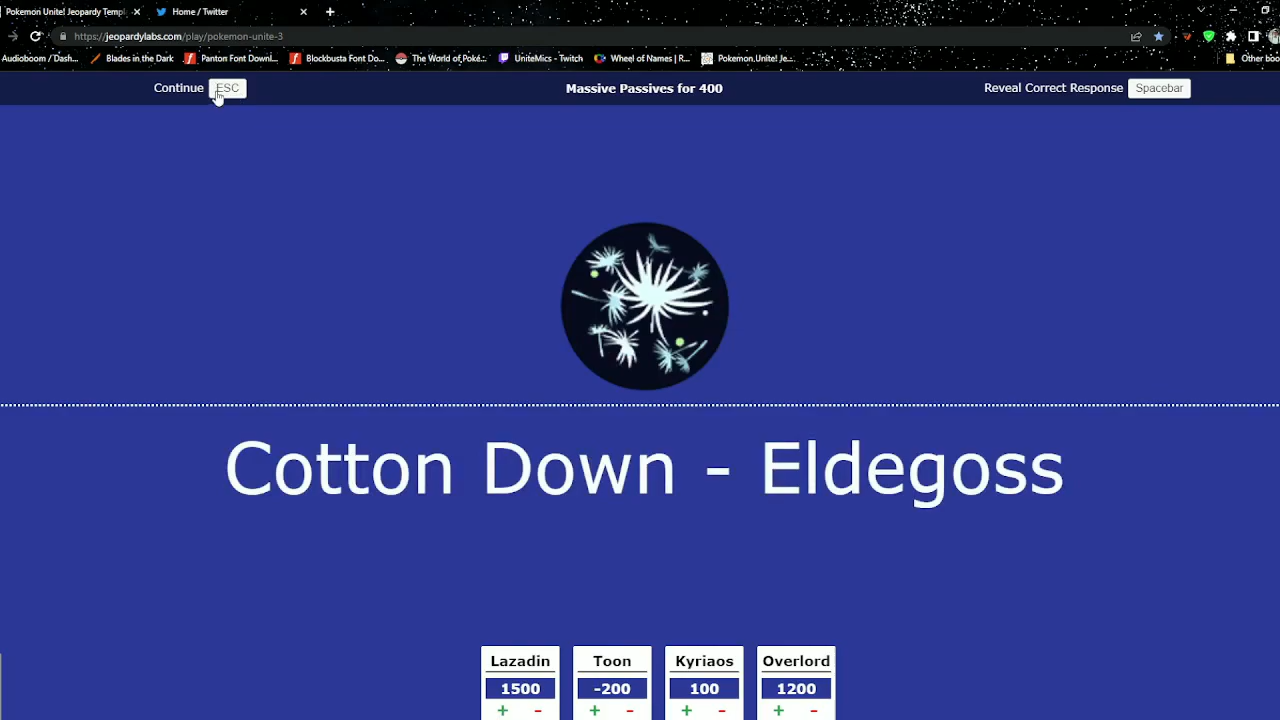 Pokemon Unite! Jeopardy Templ
Home / Twitter
https://jeopardylabs.com/play/pokemon-unite-3
Audioboom / Dash...
Blades in the Dark
Panton Font Downl...
Blockbusta Font Do...
The World of Poké...
UniteMics - Twitch
Wheel of Names | R...
Pokemon Unite! Je...
Other boo
Continue ESC
Massive Passives for 400
Reveal Correct Response Spacebar
Cotton Down - Eldegoss
Lazadin Toon Kyriaos Overlord
1500 -200 100 1200
+ - + - + - + -